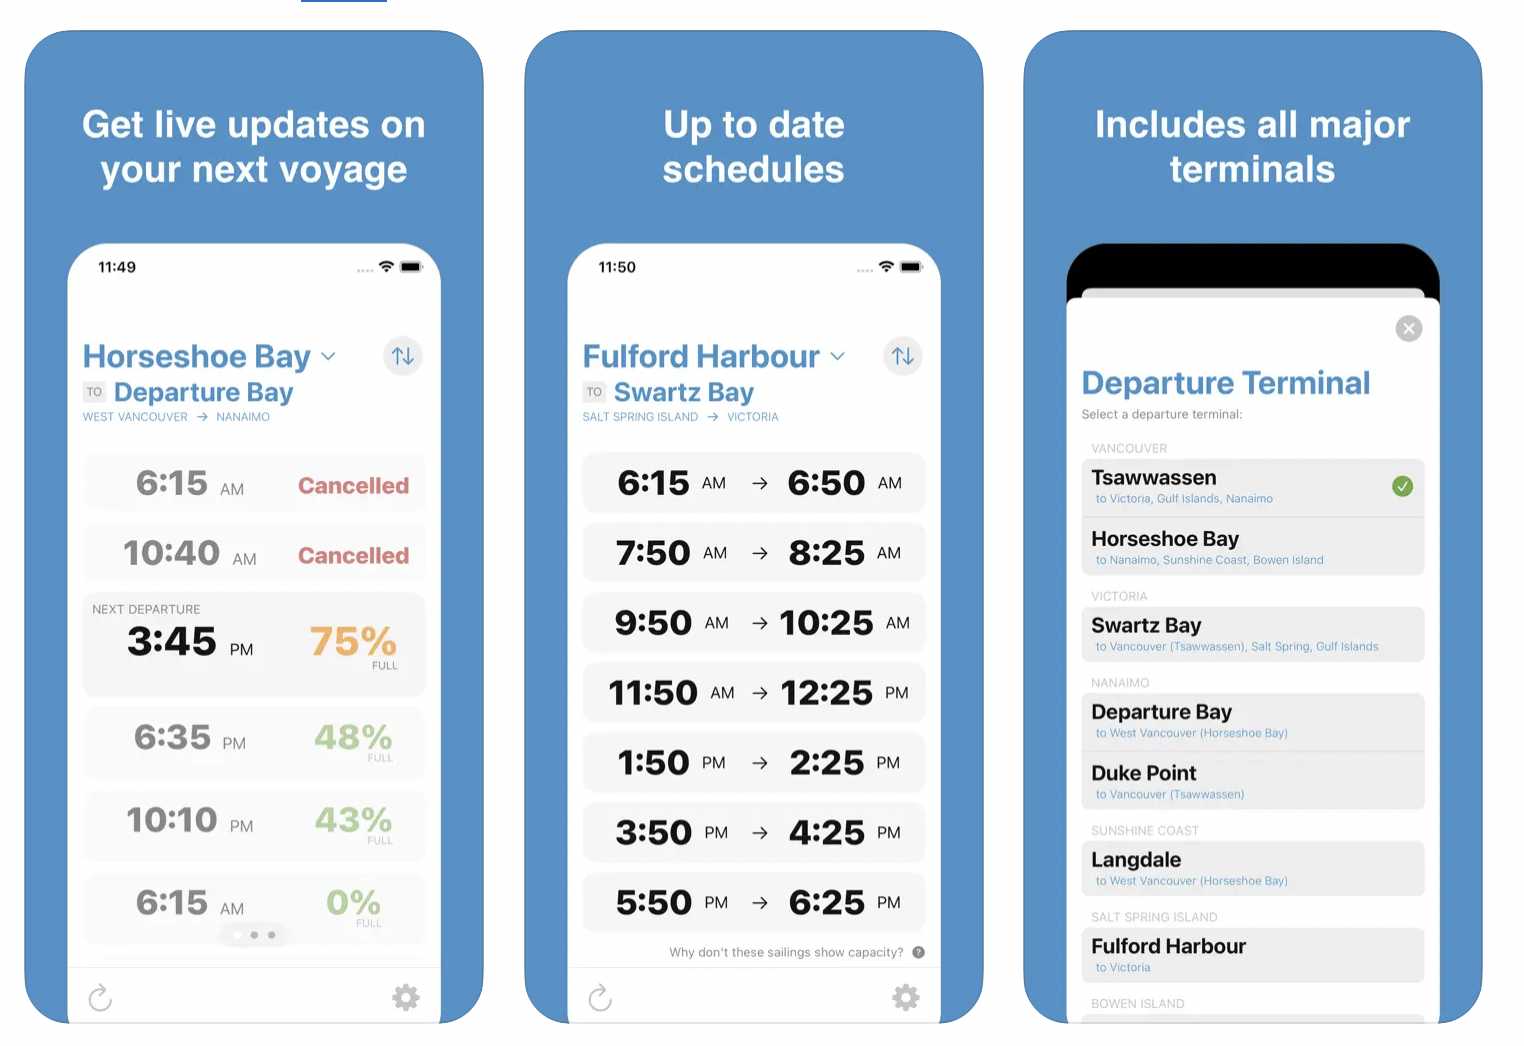 Get live updates on
your next voyage
11:49
Horseshoe Bay
TO Departure Bay
WEST VANCOUVER → NANAIMO
6:15 AM Cancelled
10:40 AM Cancelled
NEXT DEPARTURE
3:45 PM 75%
FULL
6:35 PM 48%
FULL
10:10 PM 43%
FULL
6:15 AM 0%
FULL
Up to date
schedules
11:50
Fulford Harbour
TO Swartz Bay
SALT SPRING ISLAND → VICTORIA
6:15 AM → 6:50 AM
7:50 AM → 8:25 AM
9:50 AM → 10:25 AM
11:50 AM → 12:25 PM
1:50 PM → 2:25 PM
3:50 PM → 4:25 PM
5:50 PM → 6:25 PM
Why don't these sailings show capacity? ?
Includes all major
terminals
Departure Terminal
Select a departure terminal:
VANCOUVER
Tsawwassen
to Victoria, Gulf Islands, Nanaimo
Horseshoe Bay
to Nanaimo, Sunshine Coast, Bowen Island
VICTORIA
Swartz Bay
to Vancouver (Tsawwassen), Salt Spring, Gulf Islands
NANAIMO
Departure Bay
to West Vancouver (Horseshoe Bay)
Duke Point
to Vancouver (Tsawwassen)
SUNSHINE COAST
Langdale
to West Vancouver (Horseshoe Bay)
SALT SPRING ISLAND
Fulford Harbour
to Victoria
BOWEN ISLAND